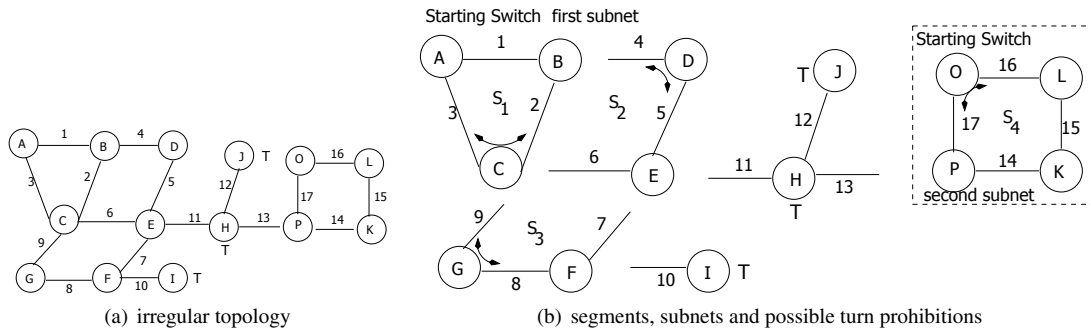 A
1
B
4
D
3
2
5
C
6
E
11
H
T
12
J
T
13
P
14
K
15
L
16
O
17
9
G
8
F
7
10
I
T
(a) irregular topology
Starting Switch first subnet
A
1
B
4
D
3
S1
2
S2
5
C
6
E
9
S3
7
G
8
F
10
I
T
T
J
12
11
H
13
T
Starting Switch
O
16
L
17
S4
15
P
14
K
second subnet
(b) segments, subnets and possible turn prohibitions